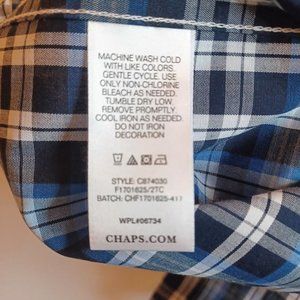 MACHINE WASH COLD
WITH LIKE COLORS.
GENTLE CYCLE. USE
ONLY NON-CHLORINE
BLEACH AS NEEDED.
TUMBLE DRY LOW.
REMOVE PROMPTLY.
COOL IRON AS NEEDED.
DO NOT IRON
DECORATION
STYLE: C874030
F1701625/2TC
BATCH: CHF1701625-417
WPL#06734
CHAPS.COM